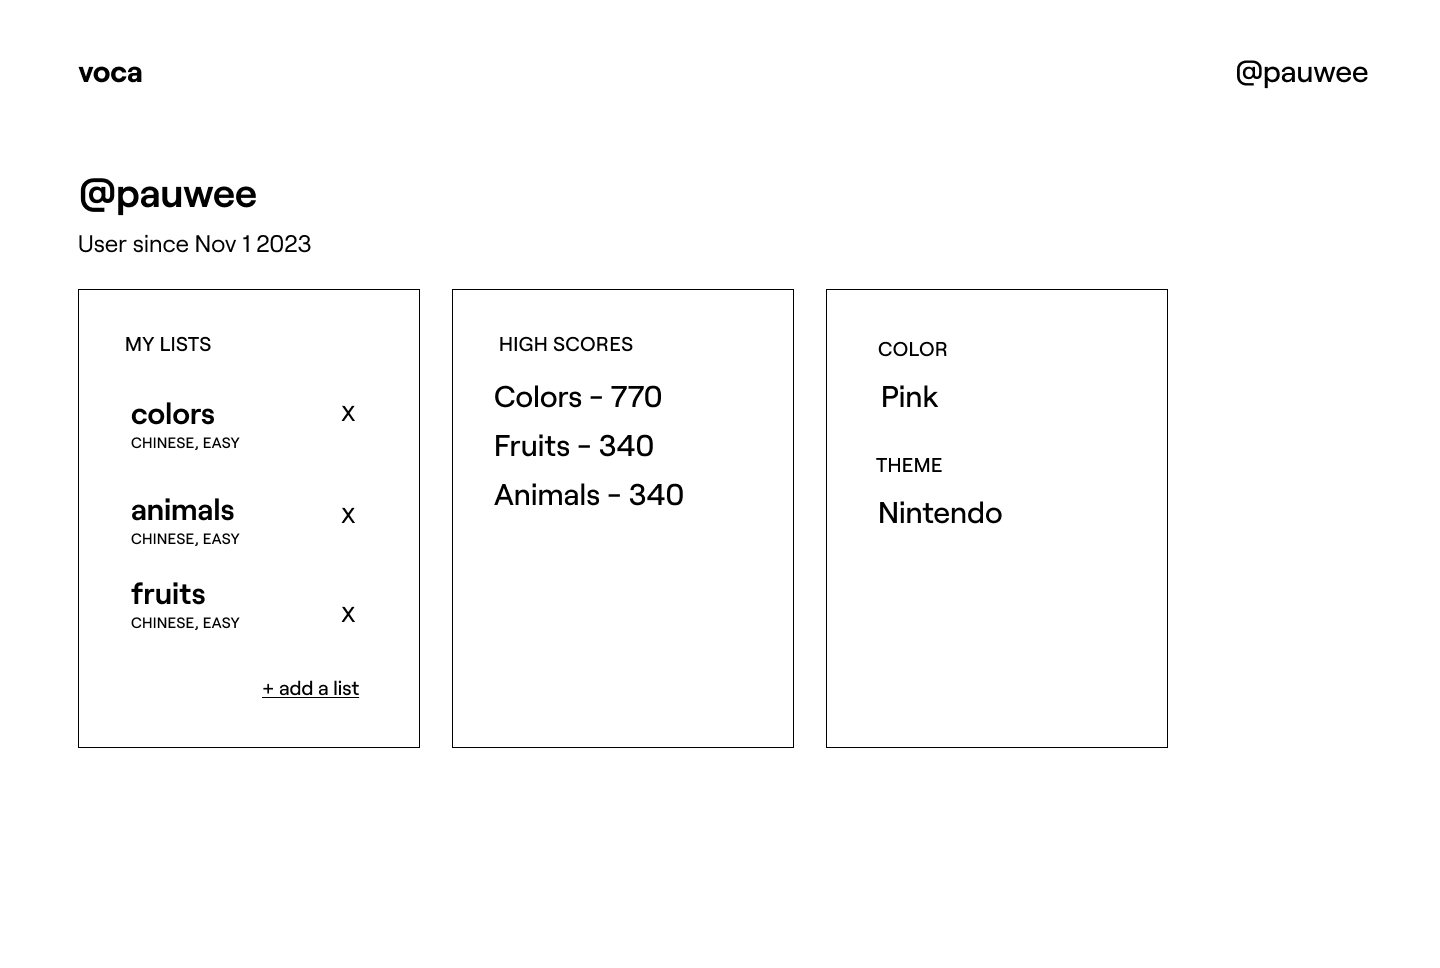 voca
@pauwee
@pauwee
User since Nov 1 2023
MY LISTS
colors
X
CHINESE, EASY
animals
X
CHINESE, EASY
fruits
X
CHINESE, EASY
+ add a list
HIGH SCORES
Colors - 770
Fruits - 340
Animals - 340
COLOR
Pink
THEME
Nintendo